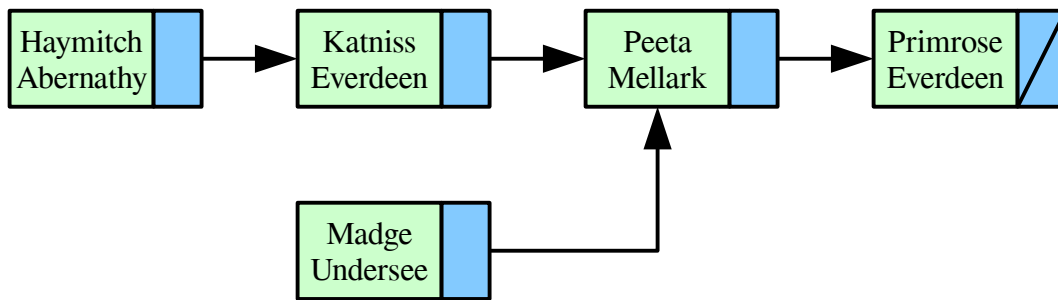 Haymitch
Abernathy
Katniss
Everdeen
Peeta
Mellark
Primrose
Everdeen
Madge
Undersee